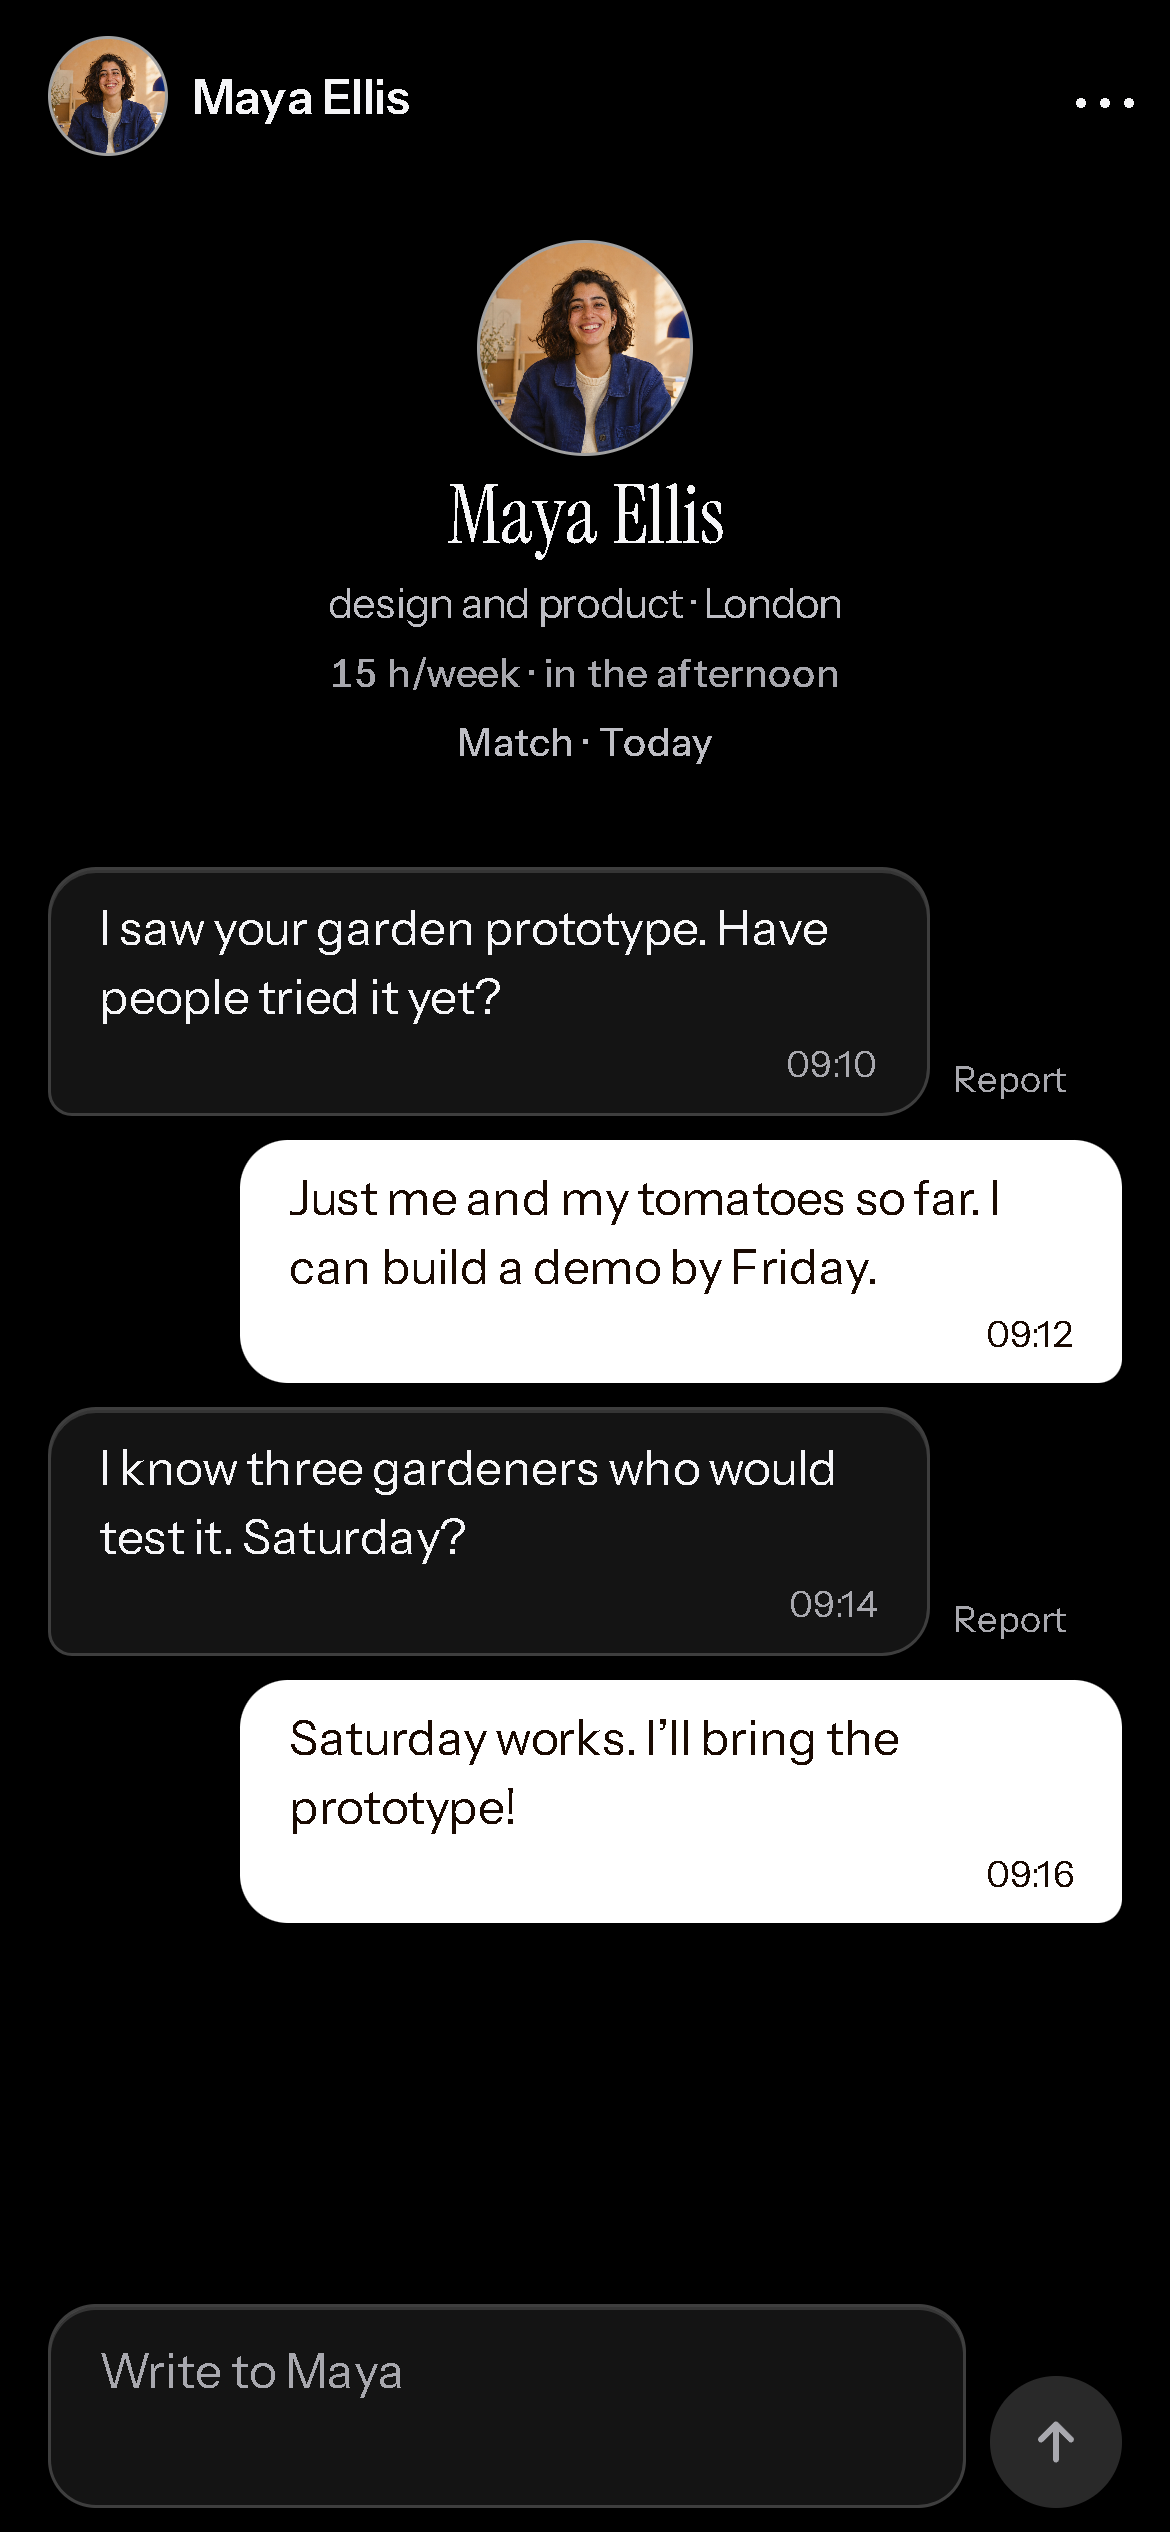 Maya Ellis
Maya Ellis
design and product · London
15 h/week · in the afternoon
Match · Today
I saw your garden prototype. Have
people tried it yet?
09:10
Report
Just me and my tomatoes so far. I
can build a demo by Friday.
09:12
I know three gardeners who would
test it. Saturday?
09:14
Report
Saturday works. I’ll bring the
prototype!
09:16
Write to Maya